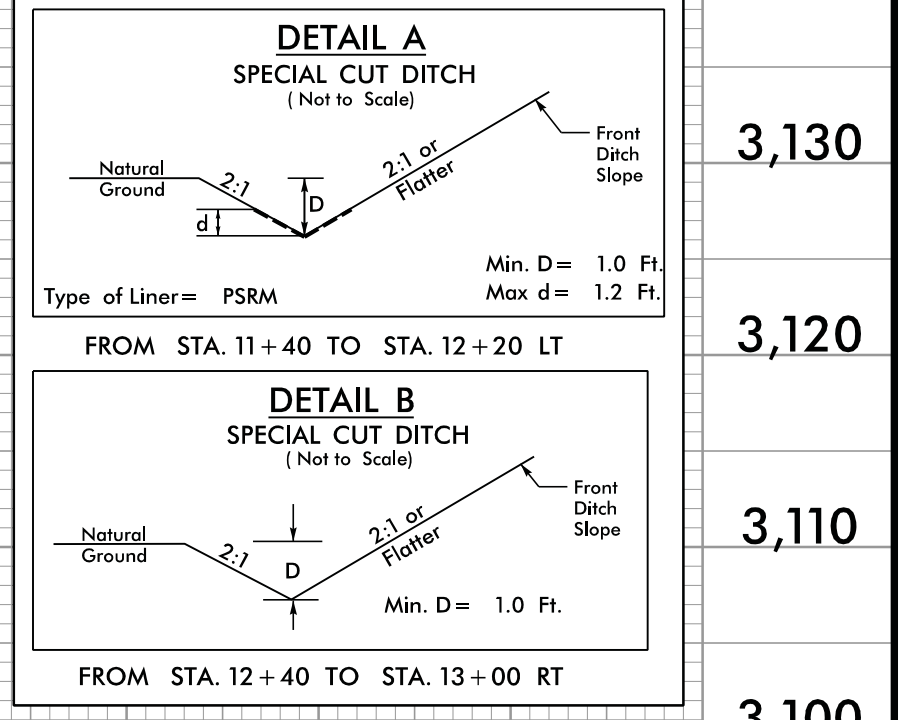 DETAIL A
SPECIAL CUT DITCH
( Not to Scale)
Natural
Ground
2:1
D
d
2:1 or
Flatter
Front
Ditch
Slope
Min. D= 1.0 Ft.
Max d= 1.2 Ft.
Type of Liner= PSRM
FROM STA. 11+40 TO STA. 12+20 LT
DETAIL B
SPECIAL CUT DITCH
( Not to Scale)
Natural
Ground
2:1
D
2:1 or
Flatter
Front
Ditch
Slope
Min. D= 1.0 Ft.
FROM STA. 12+40 TO STA. 13+00 RT
3,130
3,120
3,110
3,100